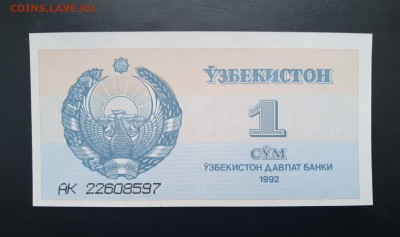 COINS.LAVE.RU
ЎЗБЕКИСТОН
1
СЎМ
ЎЗБЕКИСТОН ДАВЛАТ БАНКИ
1992
АК 22608597